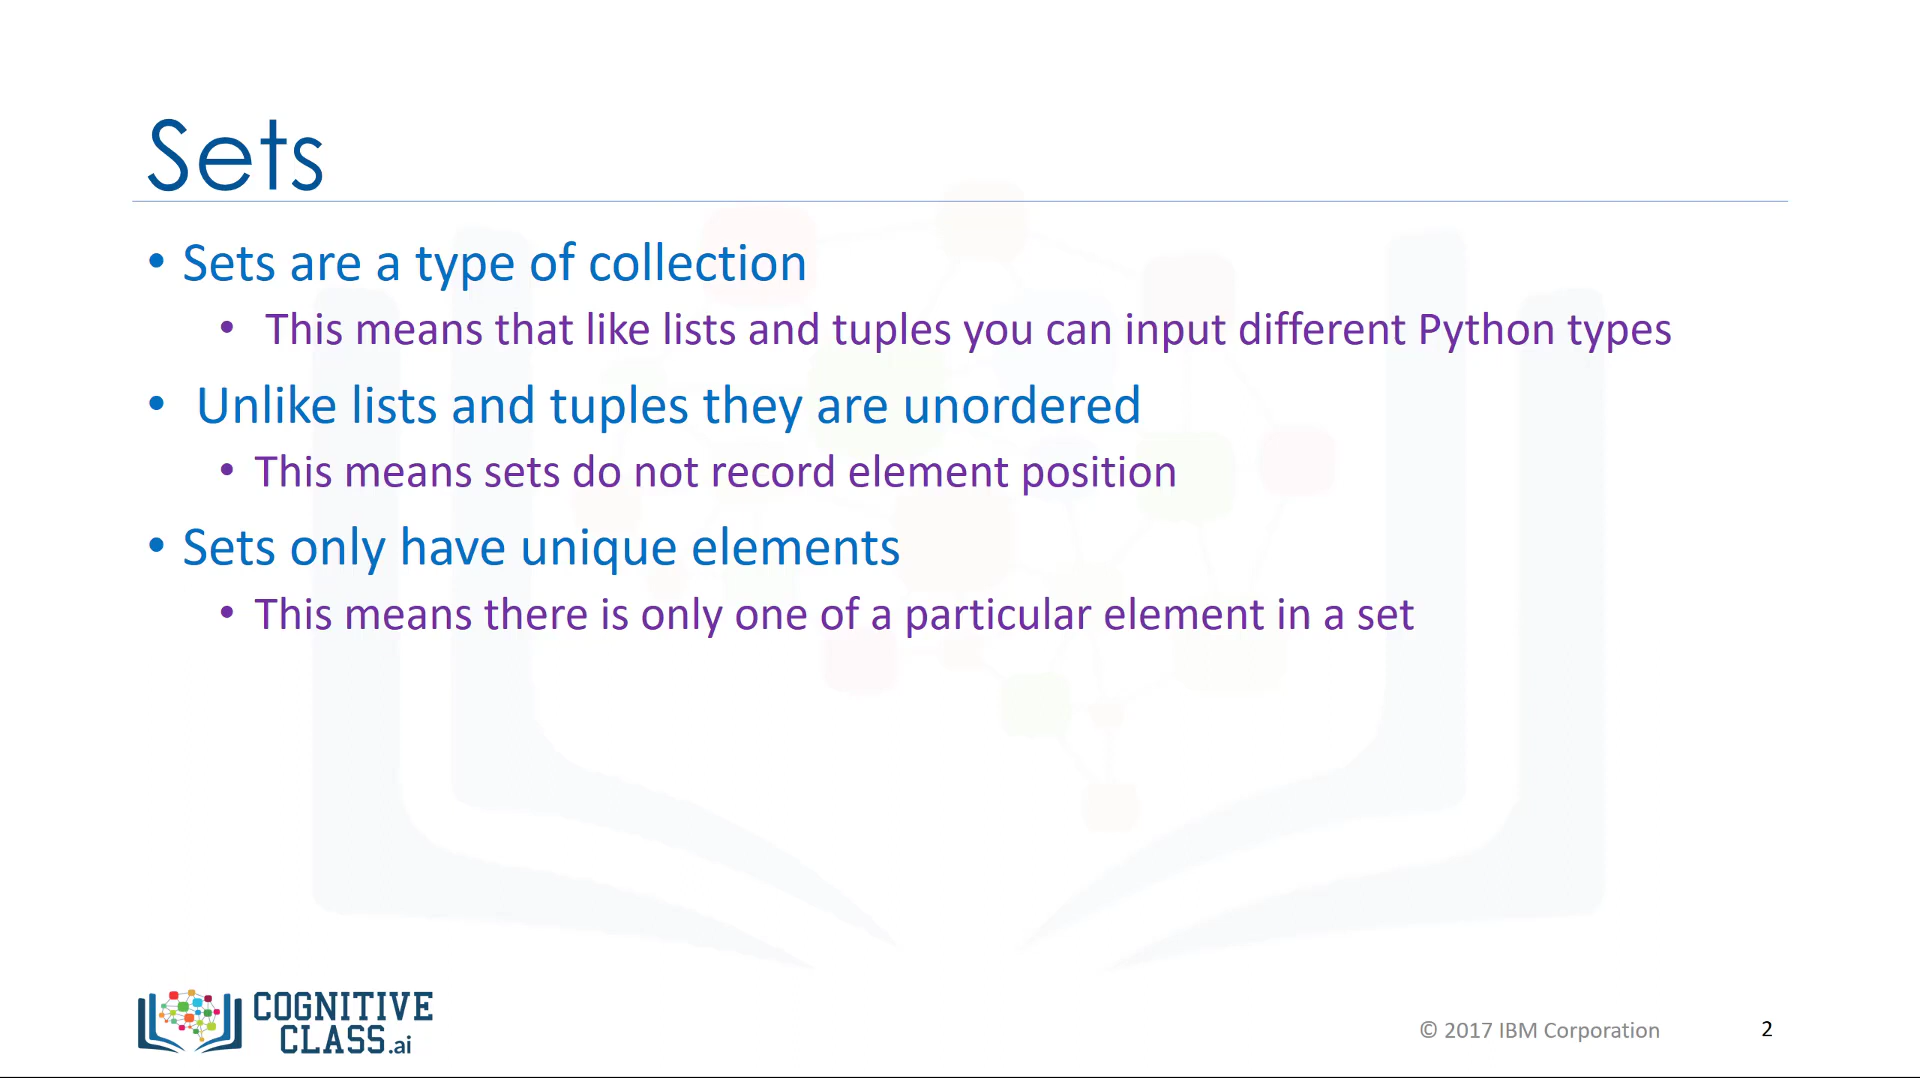 Sets
• Sets are a type of collection
• This means that like lists and tuples you can input different Python types
• Unlike lists and tuples they are unordered
• This means sets do not record element position
• Sets only have unique elements
• This means there is only one of a particular element in a set
COGNITIVE
CLASS.ai
© 2017 IBM Corporation 2